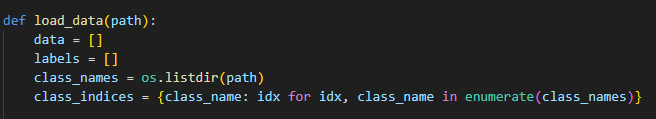 def load_data(path):
    data = []
    labels = []
    class_names = os.listdir(path)
    class_indices = {class_name: idx for idx, class_name in enumerate(class_names)}